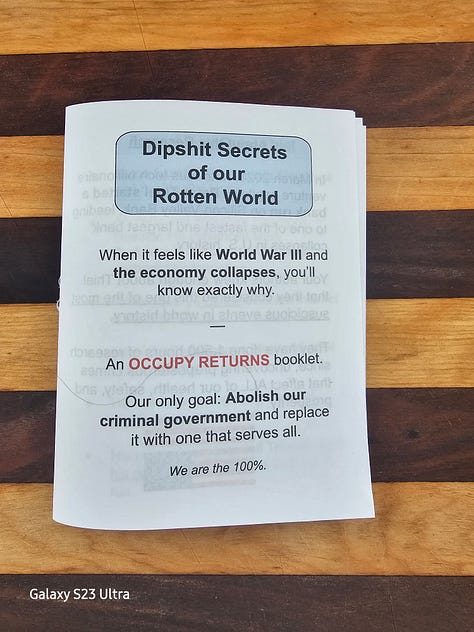 Dipshit Secrets
of our
Rotten World
When it feels like World War III and
the economy collapses, you'll
know exactly why.
—
An OCCUPY RETURNS booklet.
Our only goal: Abolish our
criminal government and replace
it with one that serves all.
We are the 100%.
Galaxy S23 Ultra